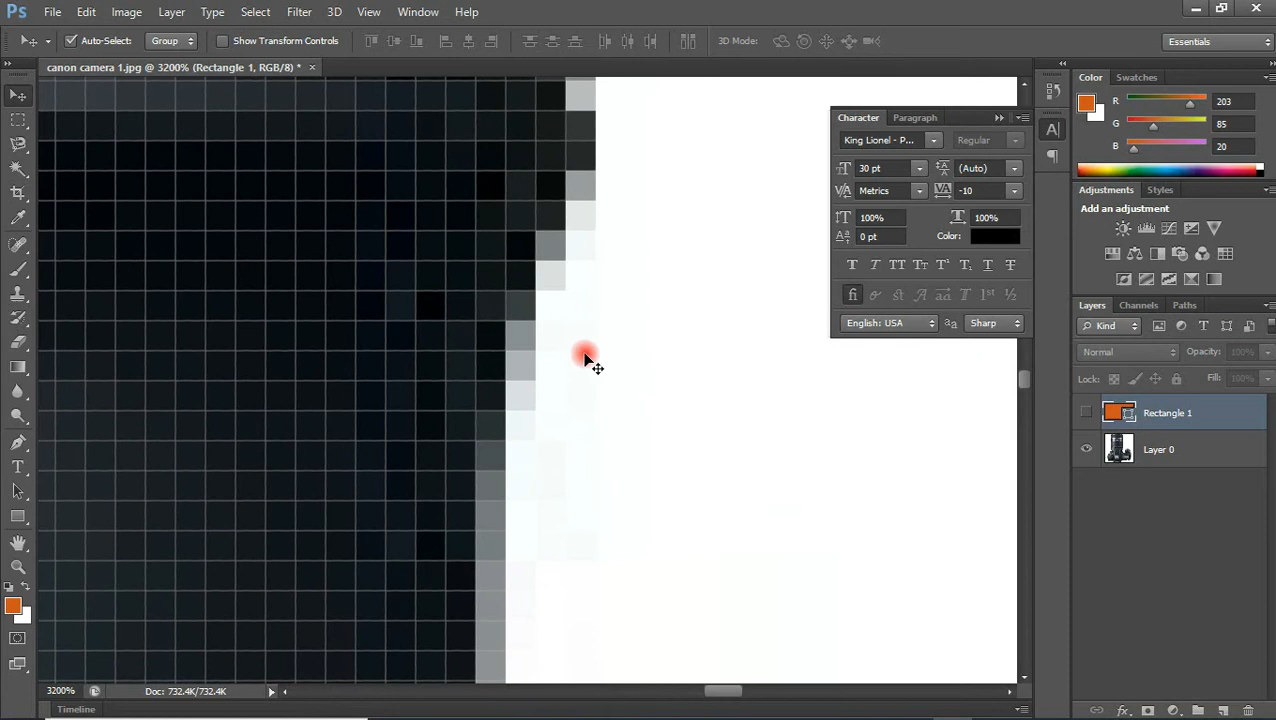 Ps File Edit Image Layer Type Select Filter 3D View Window Help
Auto-Select: Group Show Transform Controls 3D Mode: Essentials
canon camera 1.jpg @ 3200% (Rectangle 1, RGB/8) *
Color Swatches
R 203
G 85
B 20
Character Paragraph
King Lionel - P... Regular
30 pt (Auto)
Metrics -10
100% 100%
0 pt Color:
English: USA aa Sharp
Adjustments Styles
Add an adjustment
Layers Channels Paths
Kind
Normal Opacity: 100%
Lock: Fill: 100%
Rectangle 1
Layer 0
3200% Doc: 732.4K/732.4K
Timeline